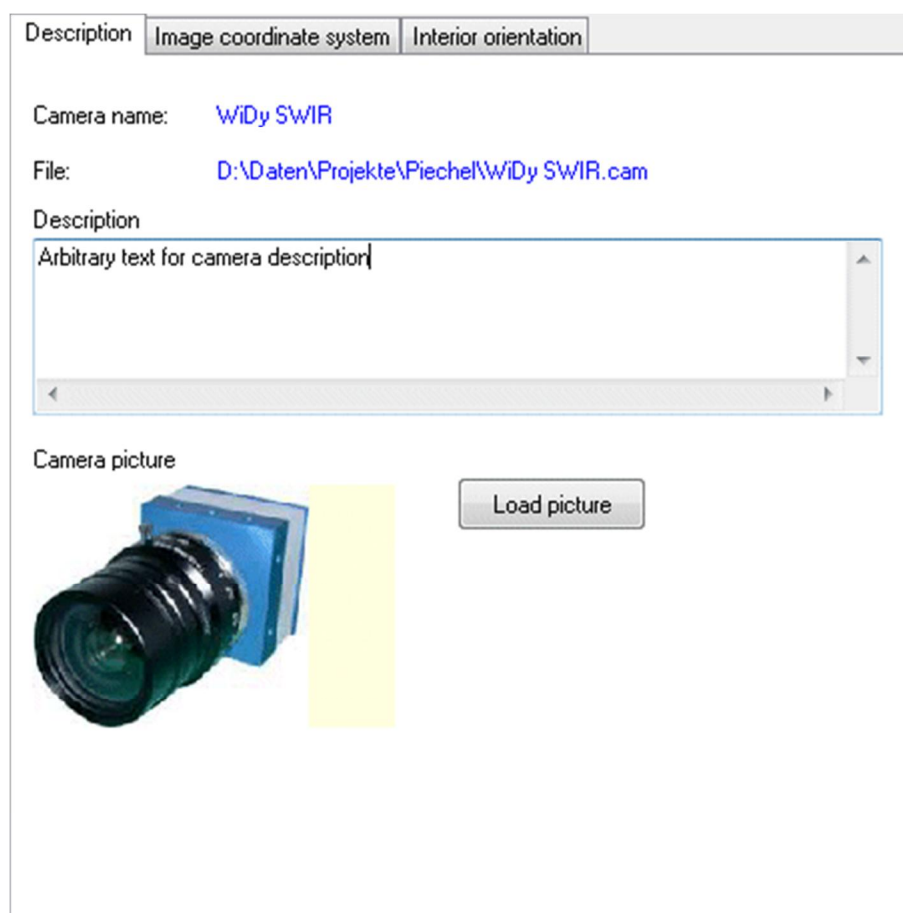 Description Image coordinate system Interior orientation
Camera name: WiDy SWIR
File: D:\Daten\Projekte\Piechel\WiDy SWIR.cam
Description
Arbitrary text for camera description
Camera picture
Load picture